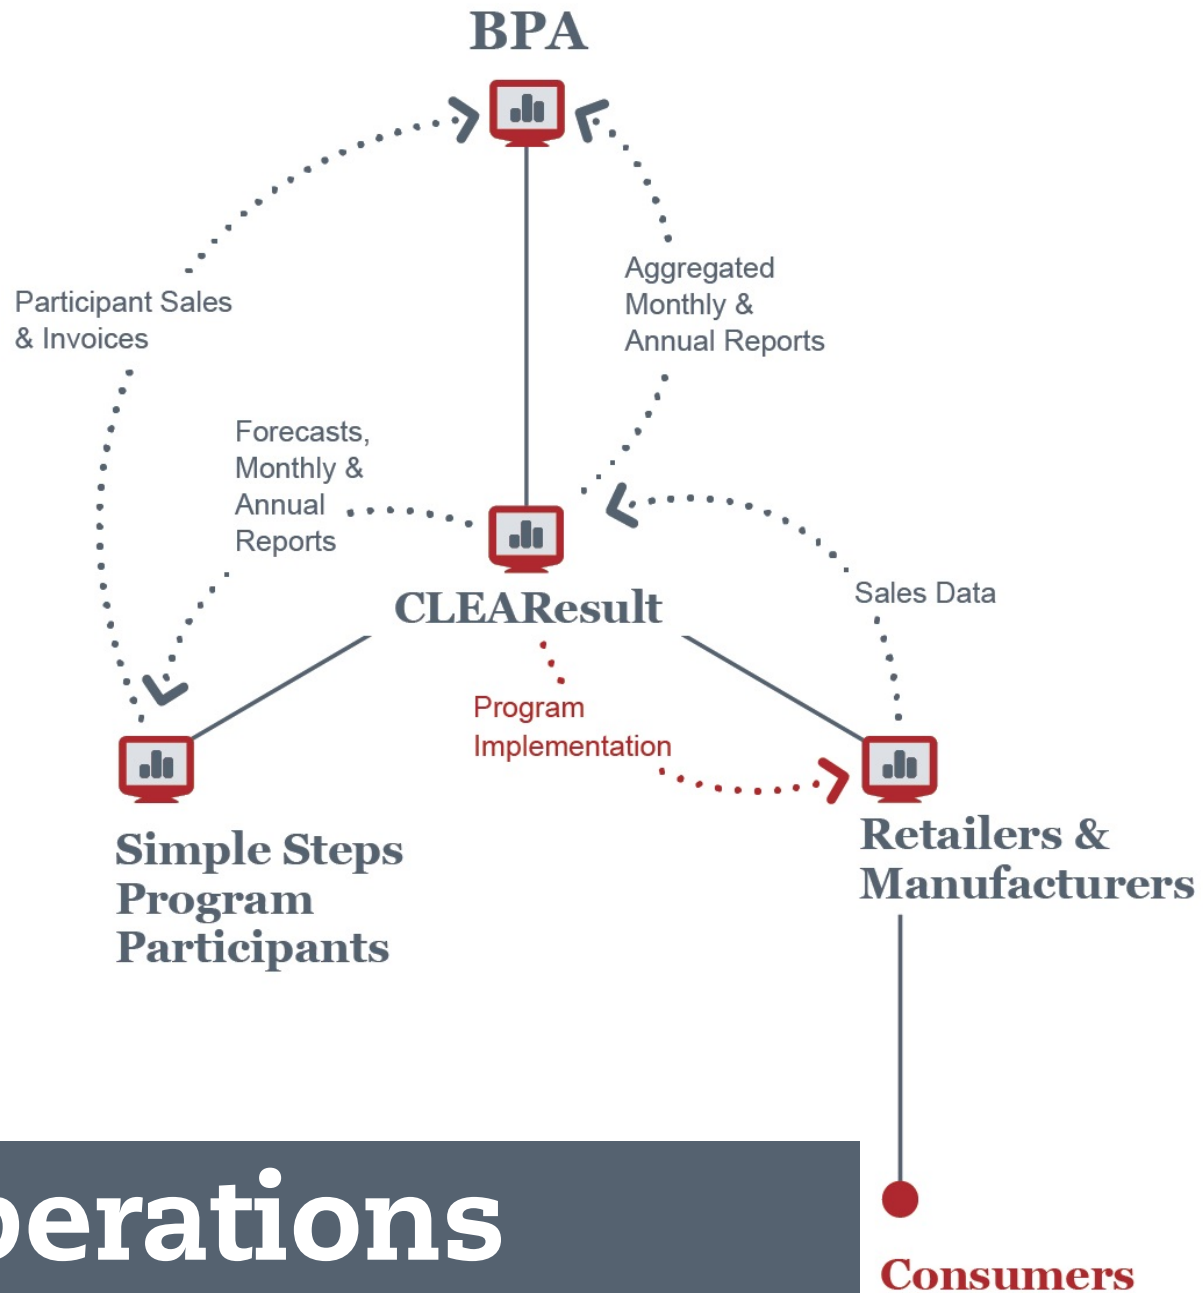 BPA
Participant Sales
& Invoices
Aggregated
Monthly &
Annual Reports
Forecasts,
Monthly &
Annual
Reports
CLEAResult
Sales Data
Program
Implementation
Simple Steps
Program
Participants
Retailers &
Manufacturers
perations
Consumers